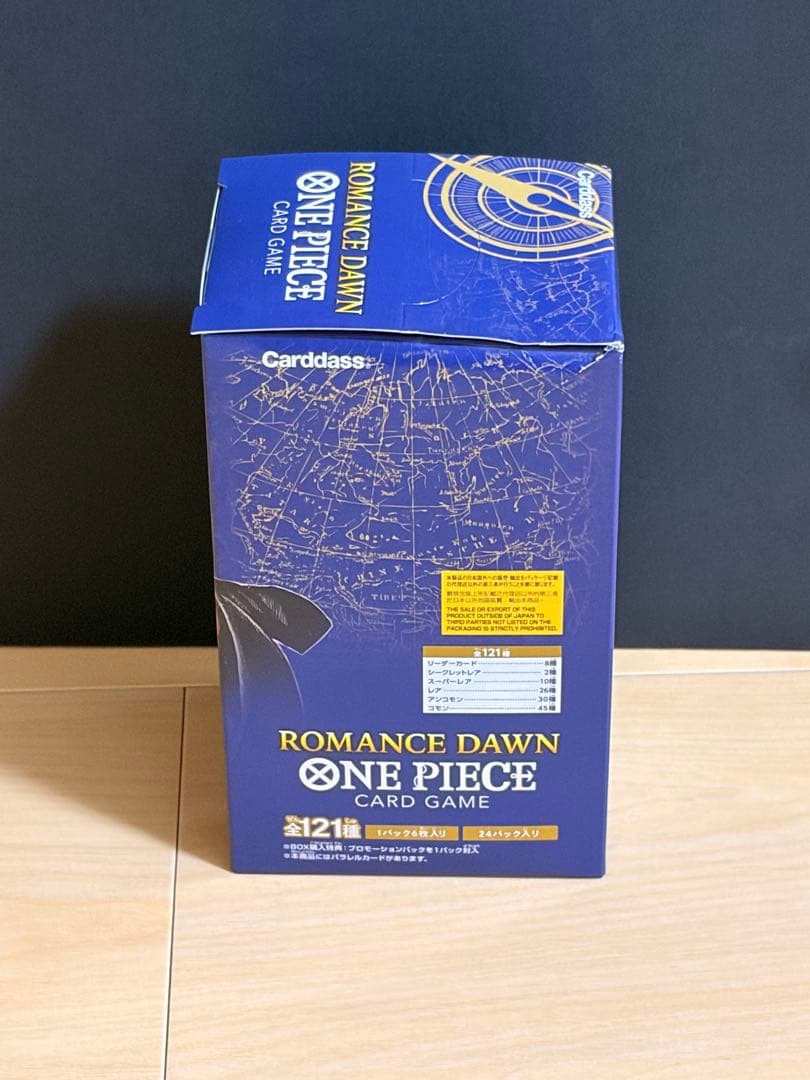 Carddass
ROMANCE DAWN
ONE PIECE
CARD GAME
Carddass
TIBET
本製品の日本国外への販売・輸出をパッケージ記載
の代理店以外の第三者が行うことを禁じます。
THE SALE OR EXPORT OF THIS
PRODUCT OUTSIDE OF JAPAN TO
THIRD PARTIES NOT LISTED ON THE
PACKAGING IS STRICTLY PROHIBITED.
全121種
リーダーカード 8種
シークレットレア 2種
スーパーレア 10種
レア 26種
アンコモン 30種
コモン 45種
ROMANCE DAWN
ONE PIECE
CARD GAME
全121種 1パック6枚入り 24パック入り
※BOX購入特典:プロモーションパックを1パック封入
※本商品にはパラレルカードがあります。